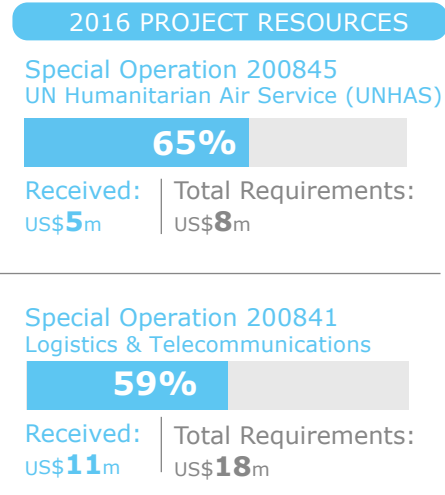 2016 PROJECT RESOURCES
Special Operation 200845
UN Humanitarian Air Service (UNHAS)
65%
Received: Total Requirements:
US$5m US$8m
Special Operation 200841
Logistics & Telecommunications
59%
Received: Total Requirements:
US$11m US$18m